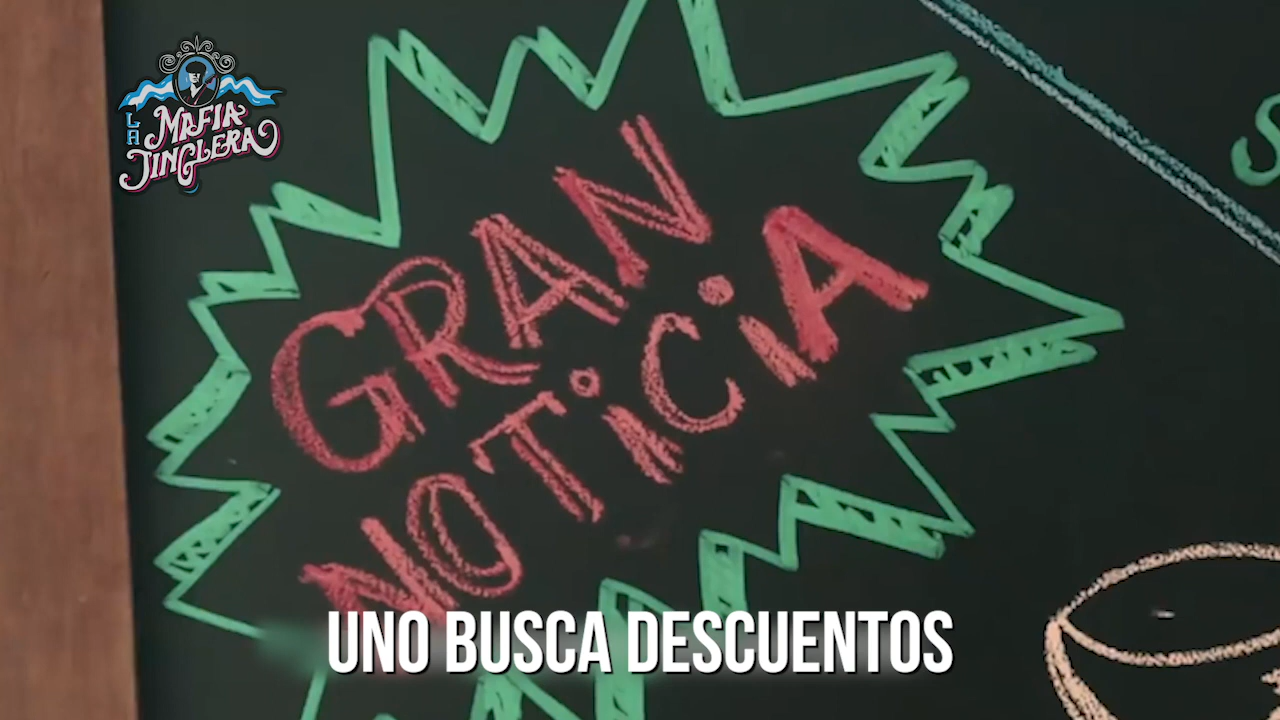 LA MAFIA
JINGLERA
GRAN
NOTICIA
S
UNO BUSCA DESCUENTOS